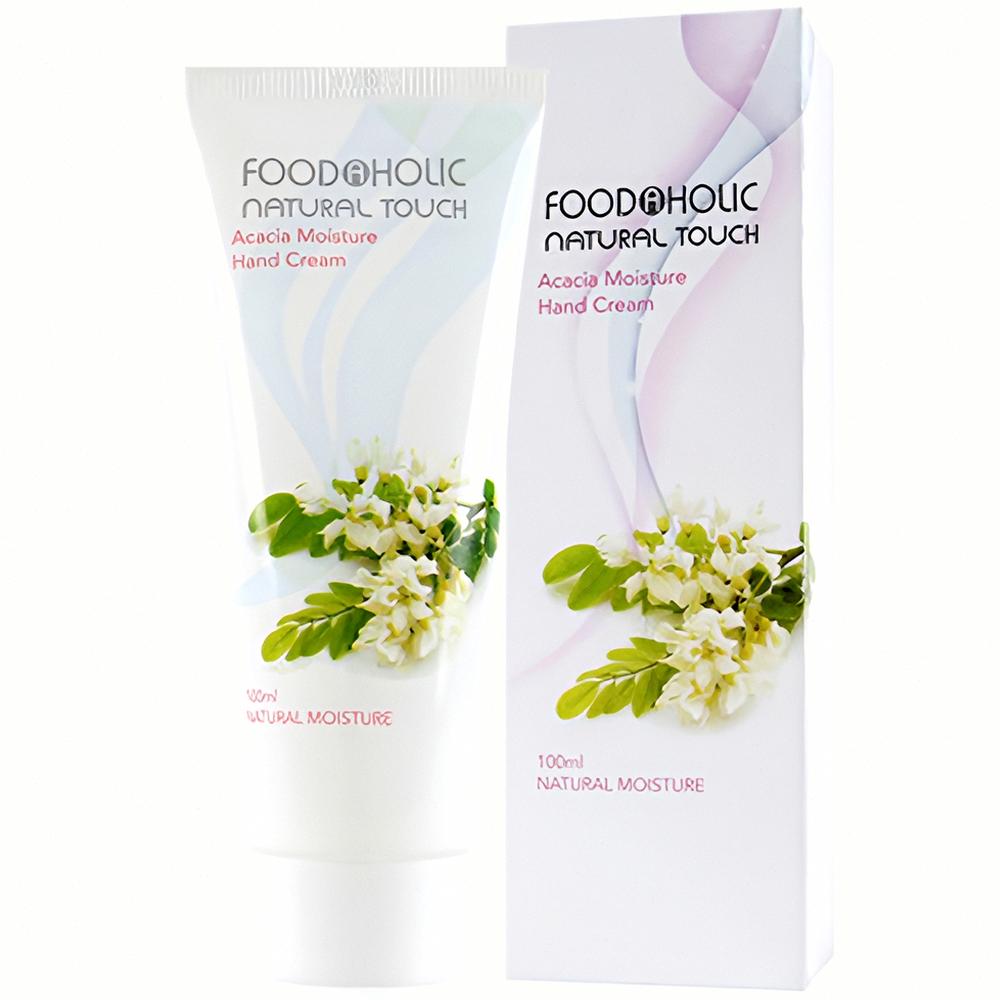 FOODAHOLIC
NATURAL TOUCH
Acacia Moisture
Hand Cream
100ml
NATURAL MOISTURE
FOODAHOLIC
NATURAL TOUCH
Acacia Moisture
Hand Cream
100ml
NATURAL MOISTURE